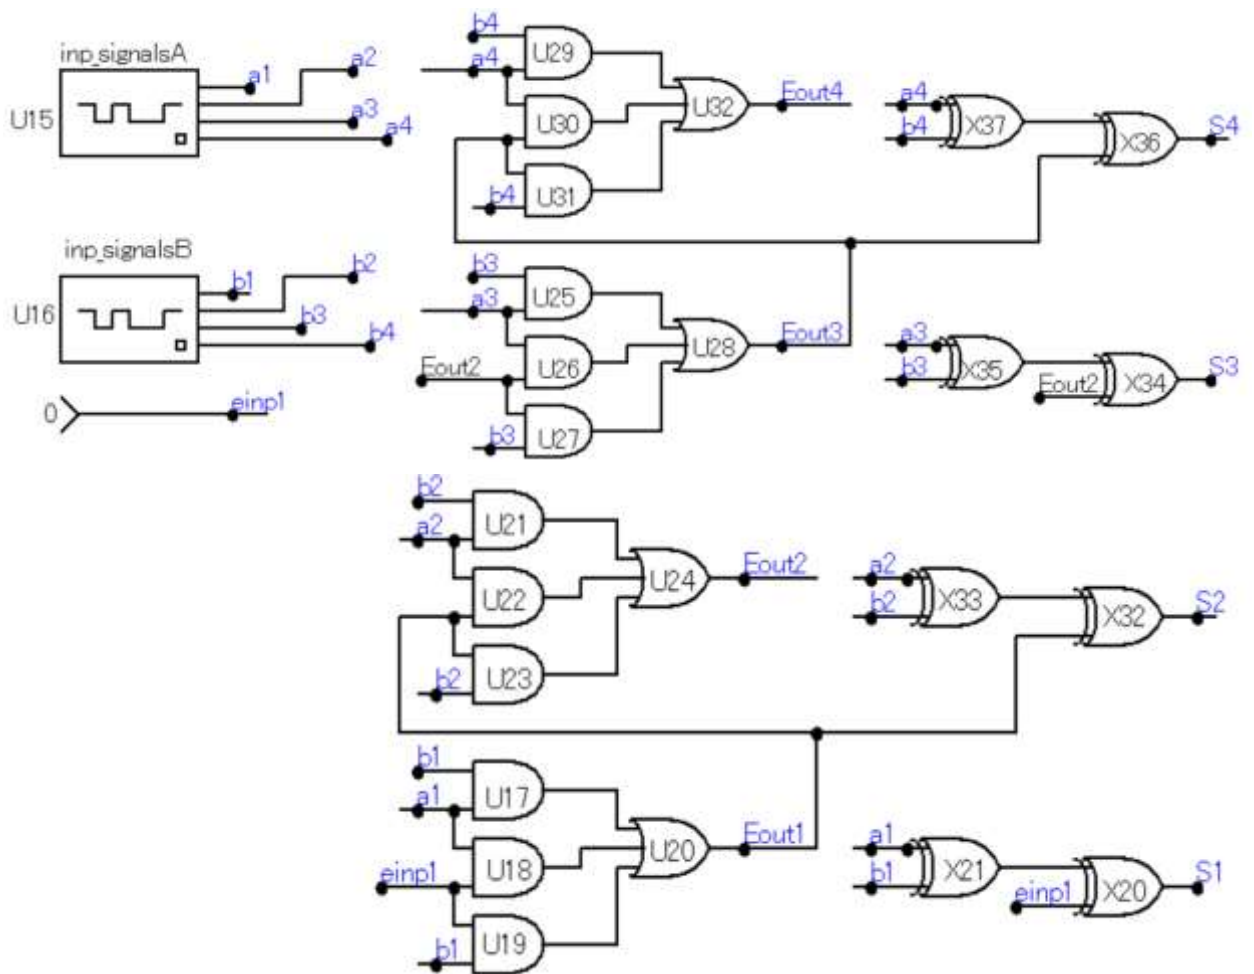 inp_signalsA
U15
a1
a2
a3
a4
b4
a4
U29
U30
U31
b4
U32
Eout4
a4
b4
X37
X36
S4
inp_signalsB
U16
b1
b2
b3
b4
0
einp1
b3
a3
Eout2
U25
U26
U27
b3
U28
Eout3
a3
b3
X35
Eout2
X34
S3
b2
a2
U21
U22
U23
b2
U24
Eout2
a2
b2
X33
X32
S2
b1
a1
einp1
U17
U18
U19
b1
U20
Eout1
a1
b1
X21
einp1
X20
S1